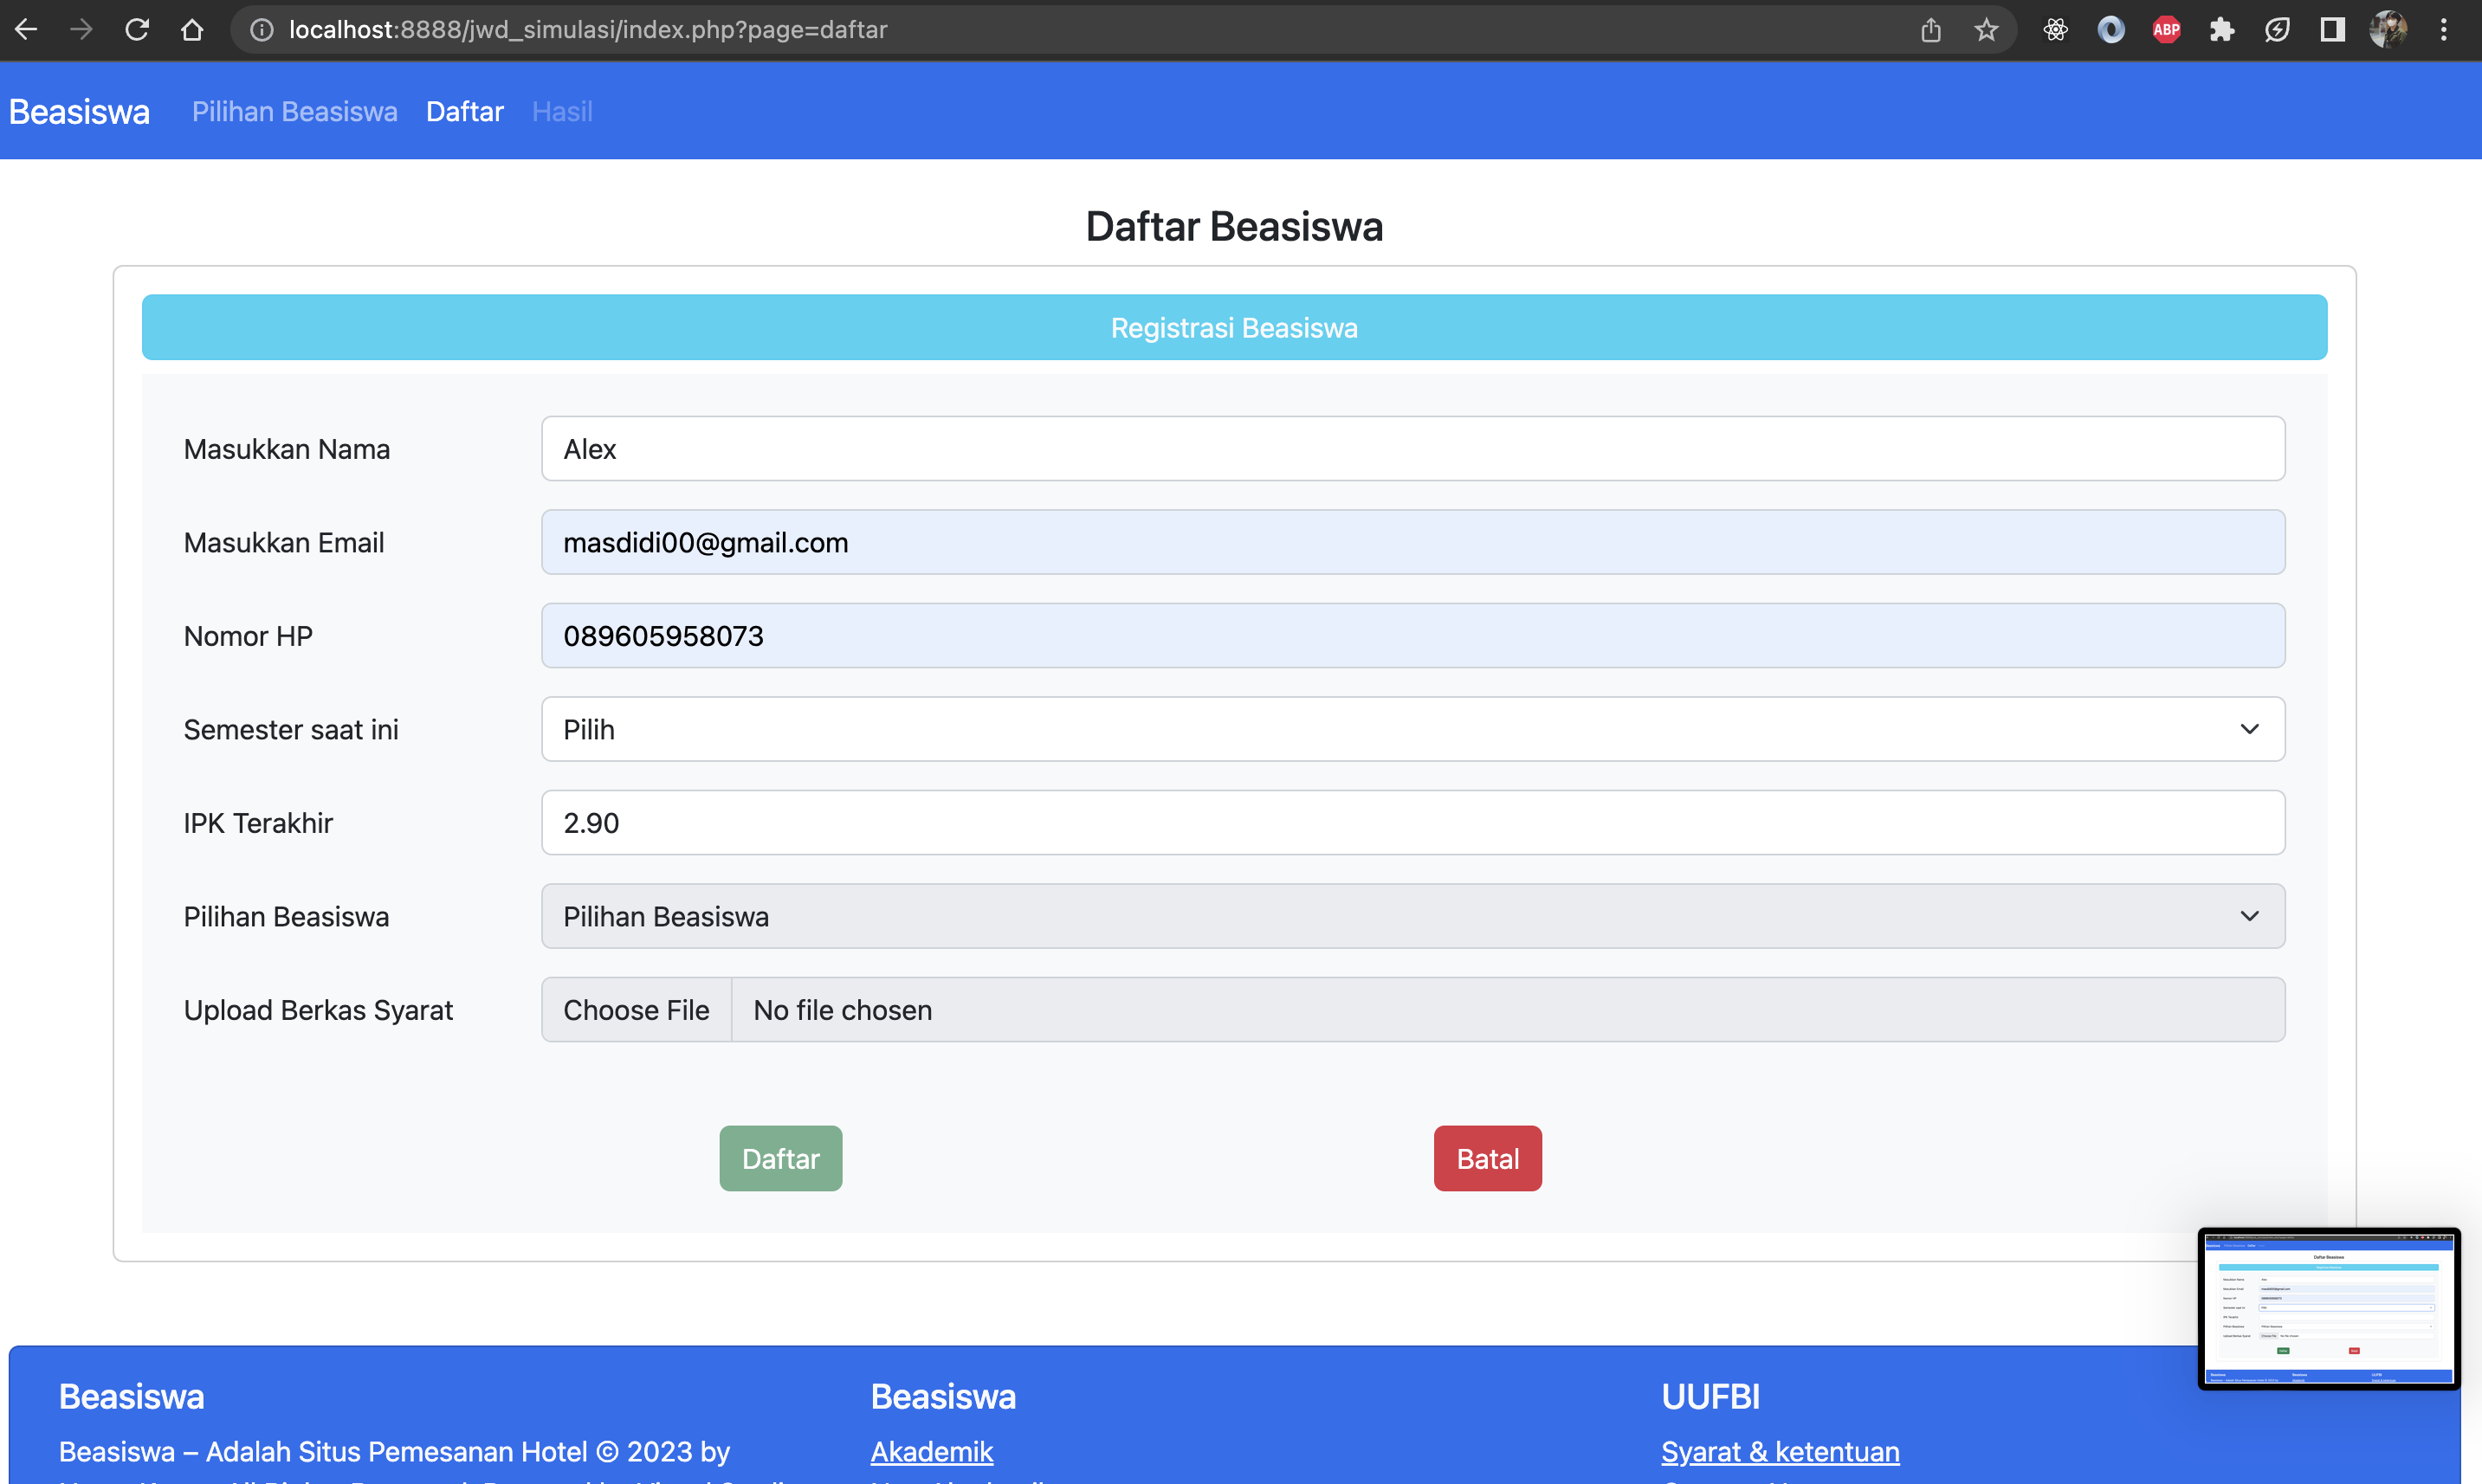 localhost:8888/jwd_simulasi/index.php?page=daftar
ABP
Beasiswa Pilihan Beasiswa Daftar Hasil
Daftar Beasiswa
Registrasi Beasiswa
Masukkan Nama Alex
Masukkan Email masdidi00@gmail.com
Nomor HP 089605958073
Semester saat ini Pilih
IPK Terakhir 2.90
Pilihan Beasiswa Pilihan Beasiswa
Upload Berkas Syarat Choose File No file chosen
Daftar Batal
Beasiswa Beasiswa UUFBI
Beasiswa – Adalah Situs Pemesanan Hotel © 2023 by Akademik Syarat & ketentuan